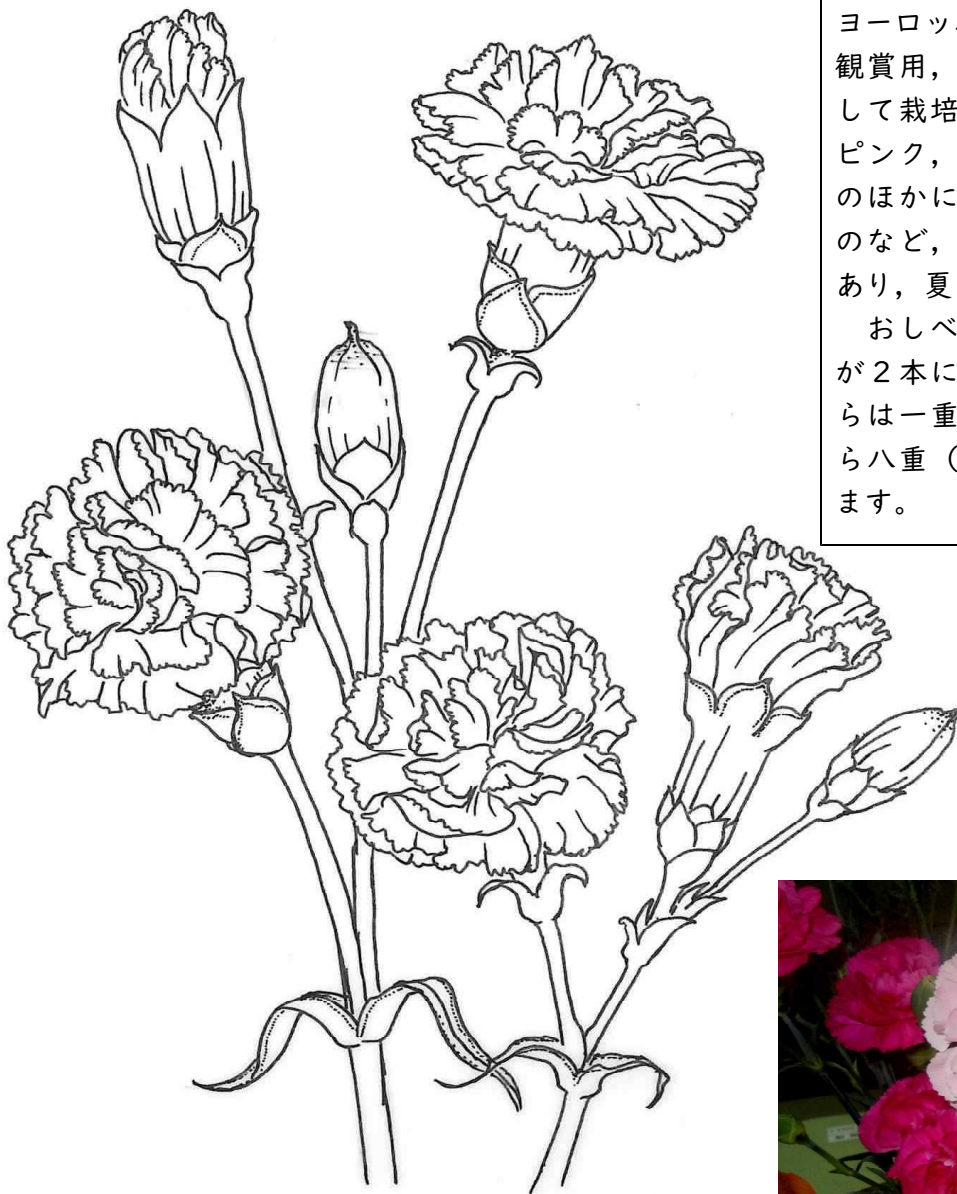 ヨーロッ
観賞用，
して栽培
ピンク，
のほかに
のなど，
あり，夏
おしべ
が２本に
らは一重
ら八重（
ます。